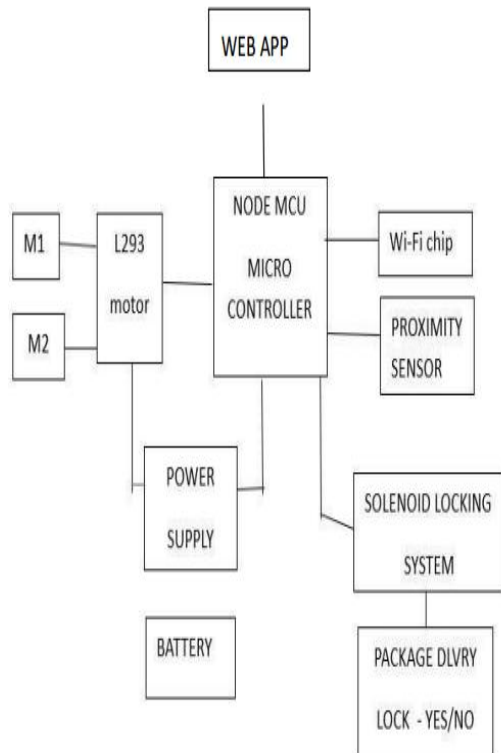 WEB APP
NODE MCU
MICRO
CONTROLLER
M1
L293
motor
M2
Wi-Fi chip
PROXIMITY
SENSOR
POWER
SUPPLY
SOLENOID LOCKING
SYSTEM
BATTERY
PACKAGE DLVRY
LOCK - YES/NO